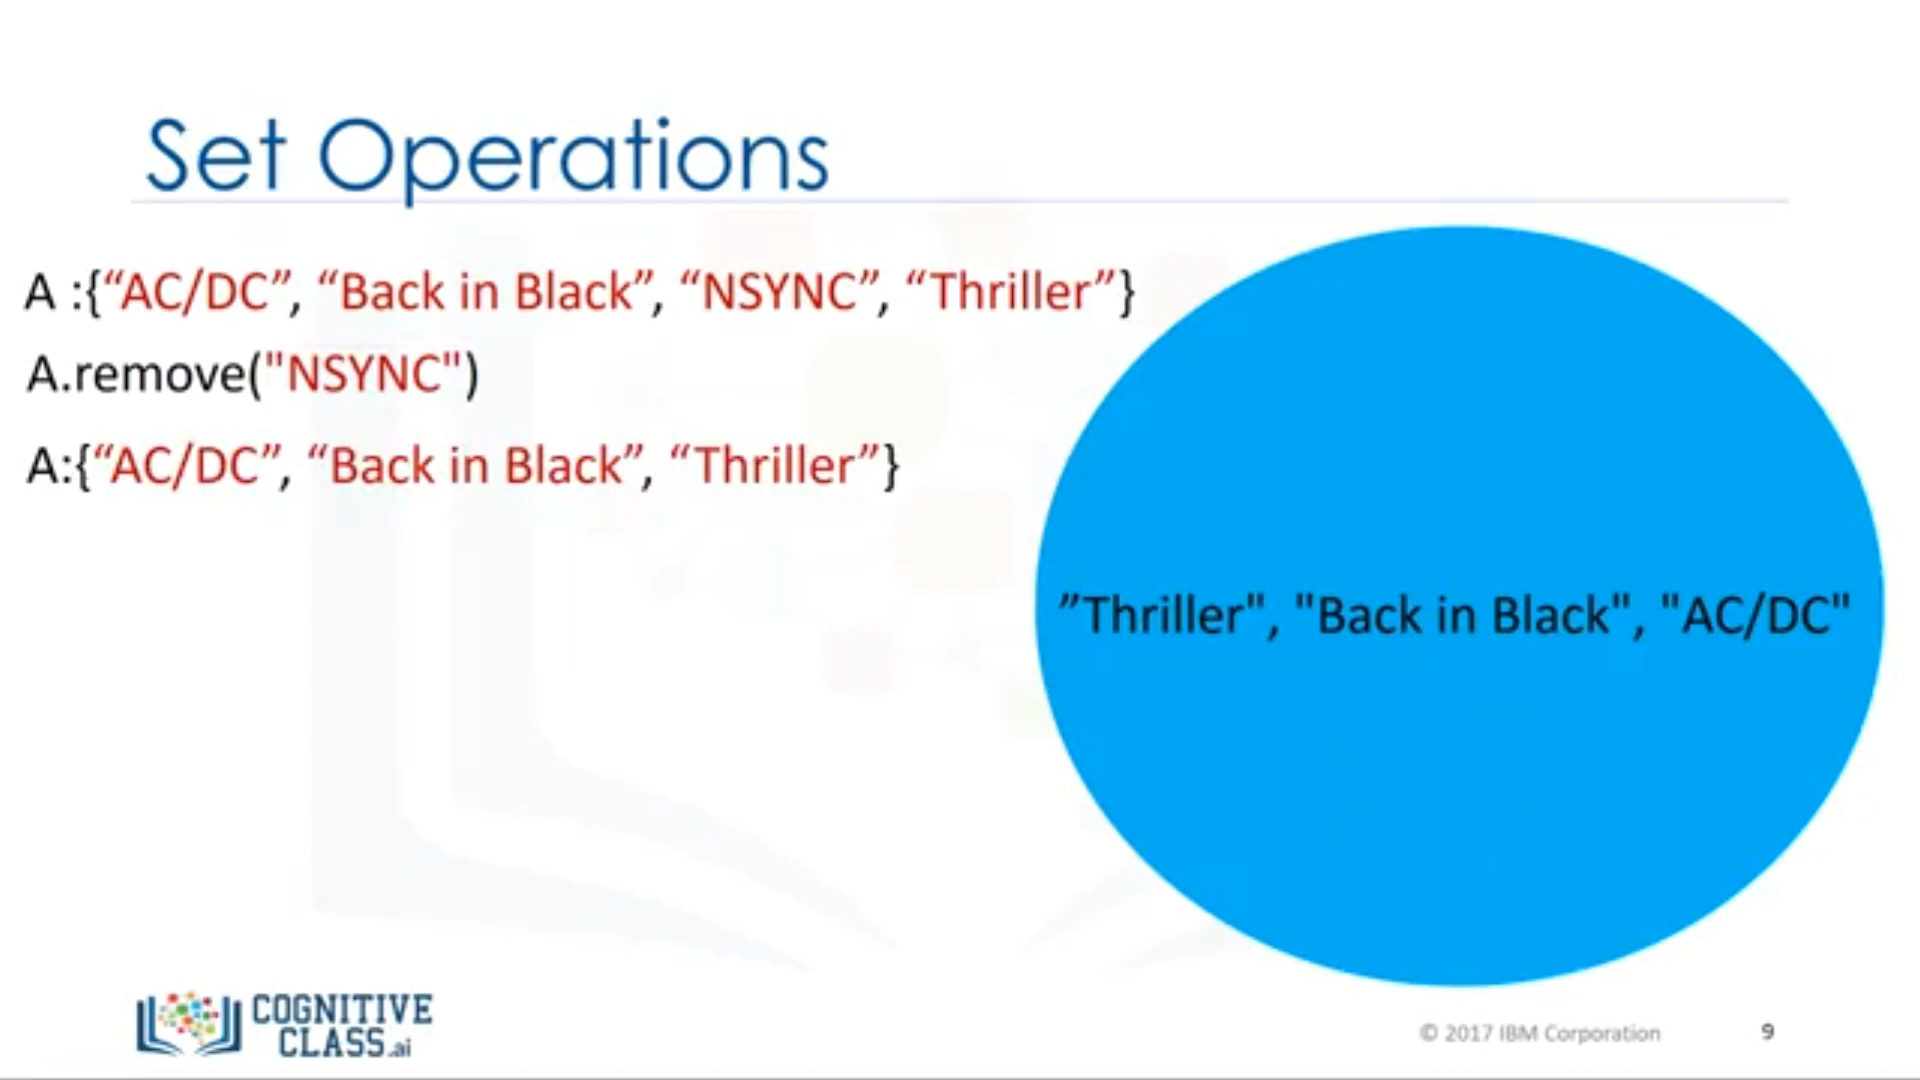 Set Operations
A :{“AC/DC”, “Back in Black”, “NSYNC”, “Thriller”}
A.remove("NSYNC")
A:{“AC/DC”, “Back in Black”, “Thriller”}
”Thriller", "Back in Black", "AC/DC"
COGNITIVE
CLASS.ai
© 2017 IBM Corporation
9